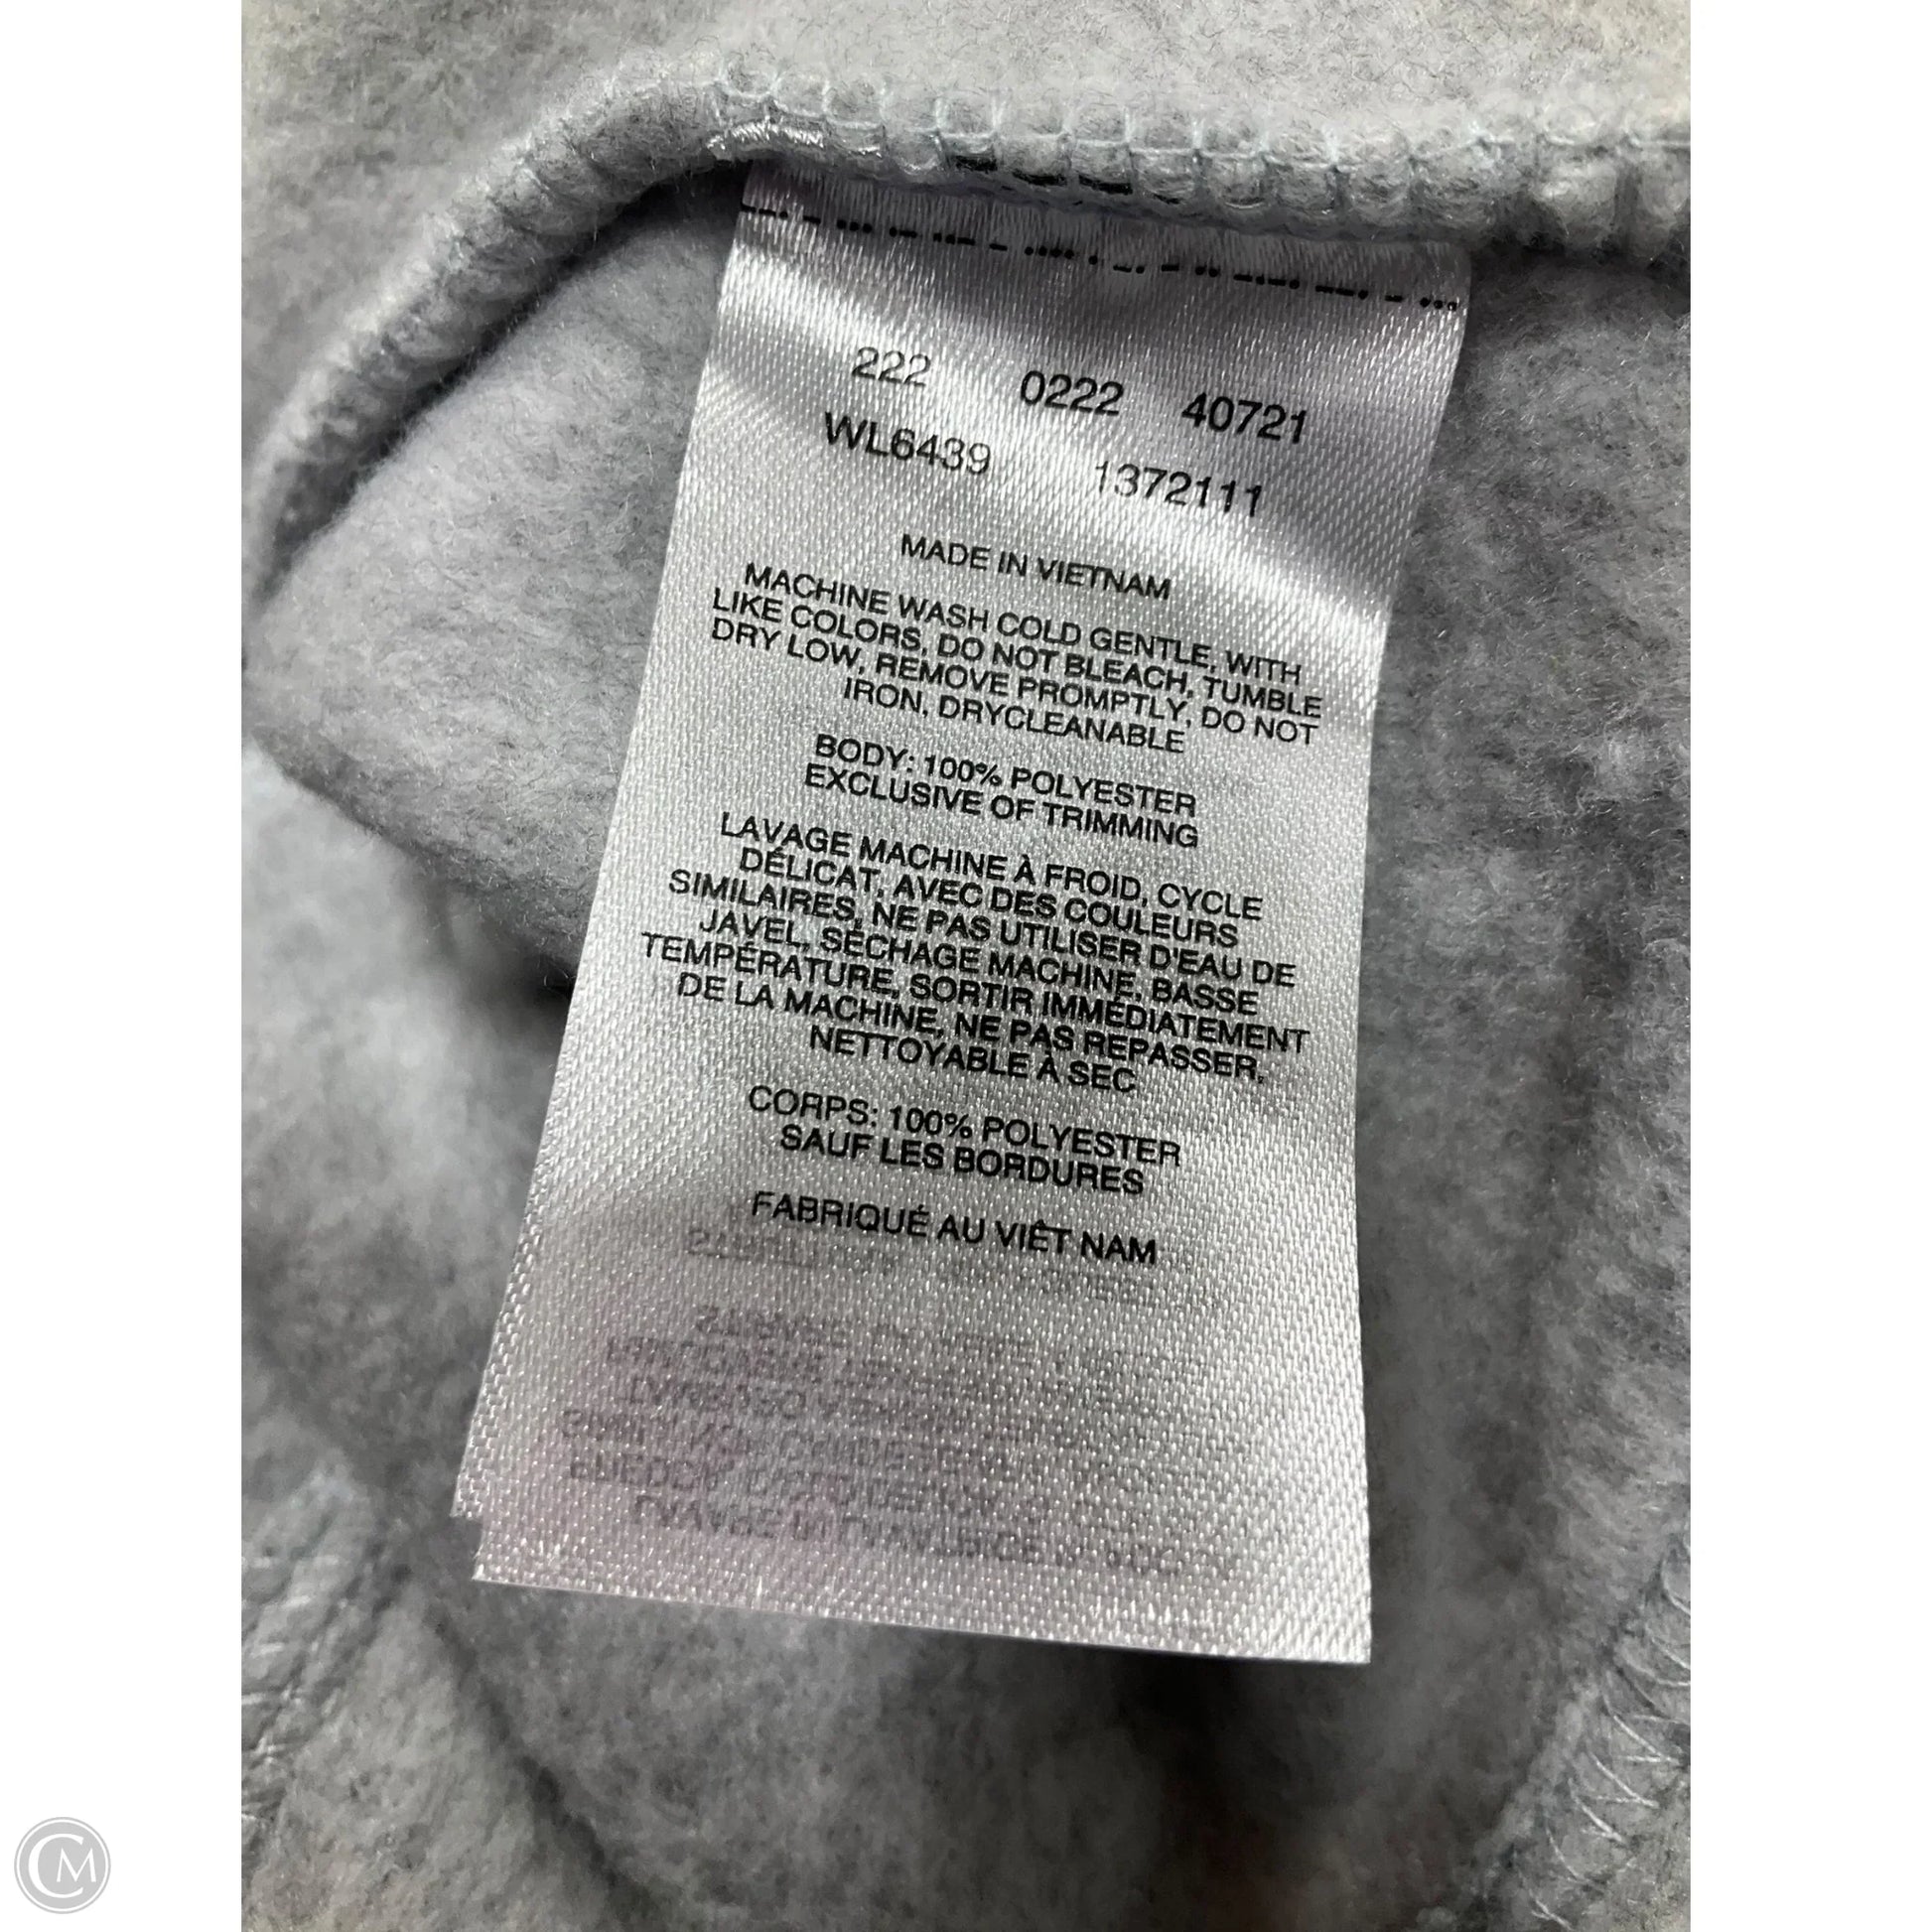 222 0222 40721
WL6439 1372111
MADE IN VIETNAM
MACHINE WASH COLD GENTLE, WITH
LIKE COLORS, DO NOT BLEACH, TUMBLE
DRY LOW, REMOVE PROMPTLY, DO NOT
IRON, DRYCLEANABLE
BODY: 100% POLYESTER
EXCLUSIVE OF TRIMMING
LAVAGE MACHINE À FROID, CYCLE
DÉLICAT, AVEC DES COULEURS
SIMILAIRES, NE PAS UTILISER D'EAU DE
JAVEL, SÉCHAGE MACHINE, BASSE
TEMPÉRATURE, SORTIR IMMÉDIATEMENT
DE LA MACHINE, NE PAS REPASSER,
NETTOYABLE À SEC
CORPS: 100% POLYESTER
SAUF LES BORDURES
FABRIQUÉ AU VIÊT NAM
CM